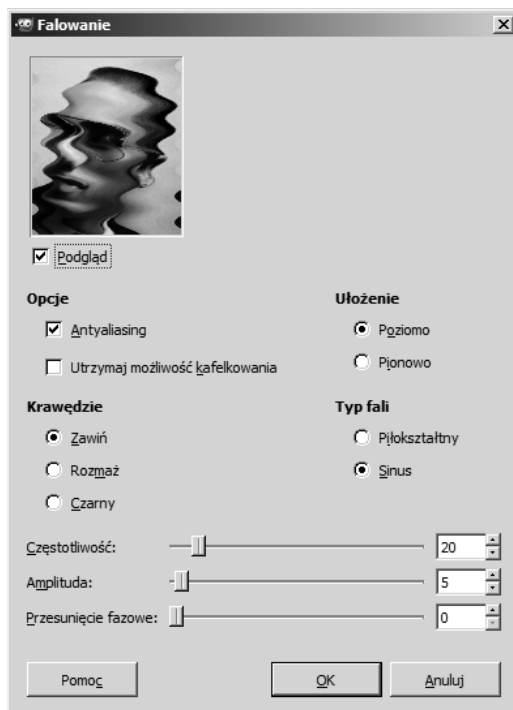 Falowanie
Podgląd
Opcje
Antyaliasing
Utrzymaj możliwość kafelkowania
Ułożenie
Poziomo
Pionowo
Krawędzie
Zawiń
Rozmaż
Czarny
Typ fali
Piłokształtny
Sinus
Częstotliwość: 20
Amplituda: 5
Przesunięcie fazowe: 0
Pomoc OK Anuluj